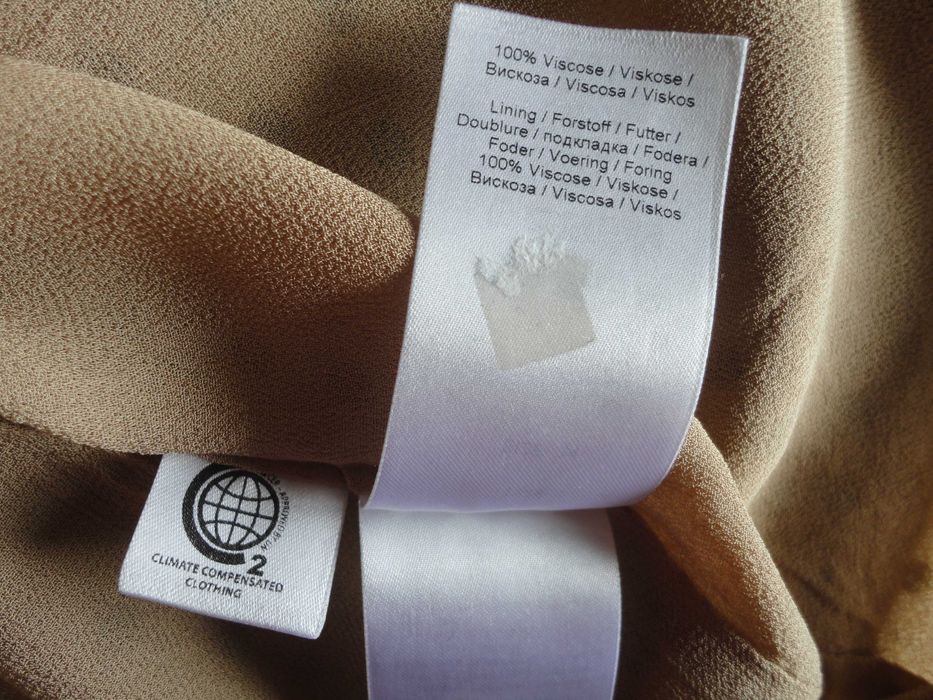 100% Viscose / Viskose /
Вискоза / Viscosa / Viskos
Lining / Forstoff / Futter /
Doublure / подкладка / Fodera /
Foder / Voering / Foring
100% Viscose / Viskose /
Вискоза / Viscosa / Viskos
2
CLIMATE COMPENSATED
CLOTHING